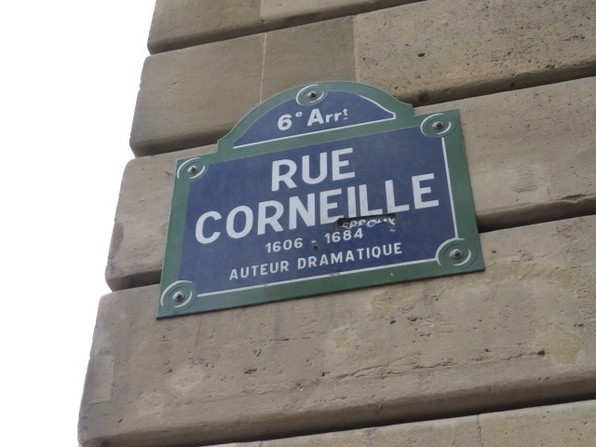 6e Arrt
RUE
CORNEILLE
1606 - 1684
AUTEUR DRAMATIQUE